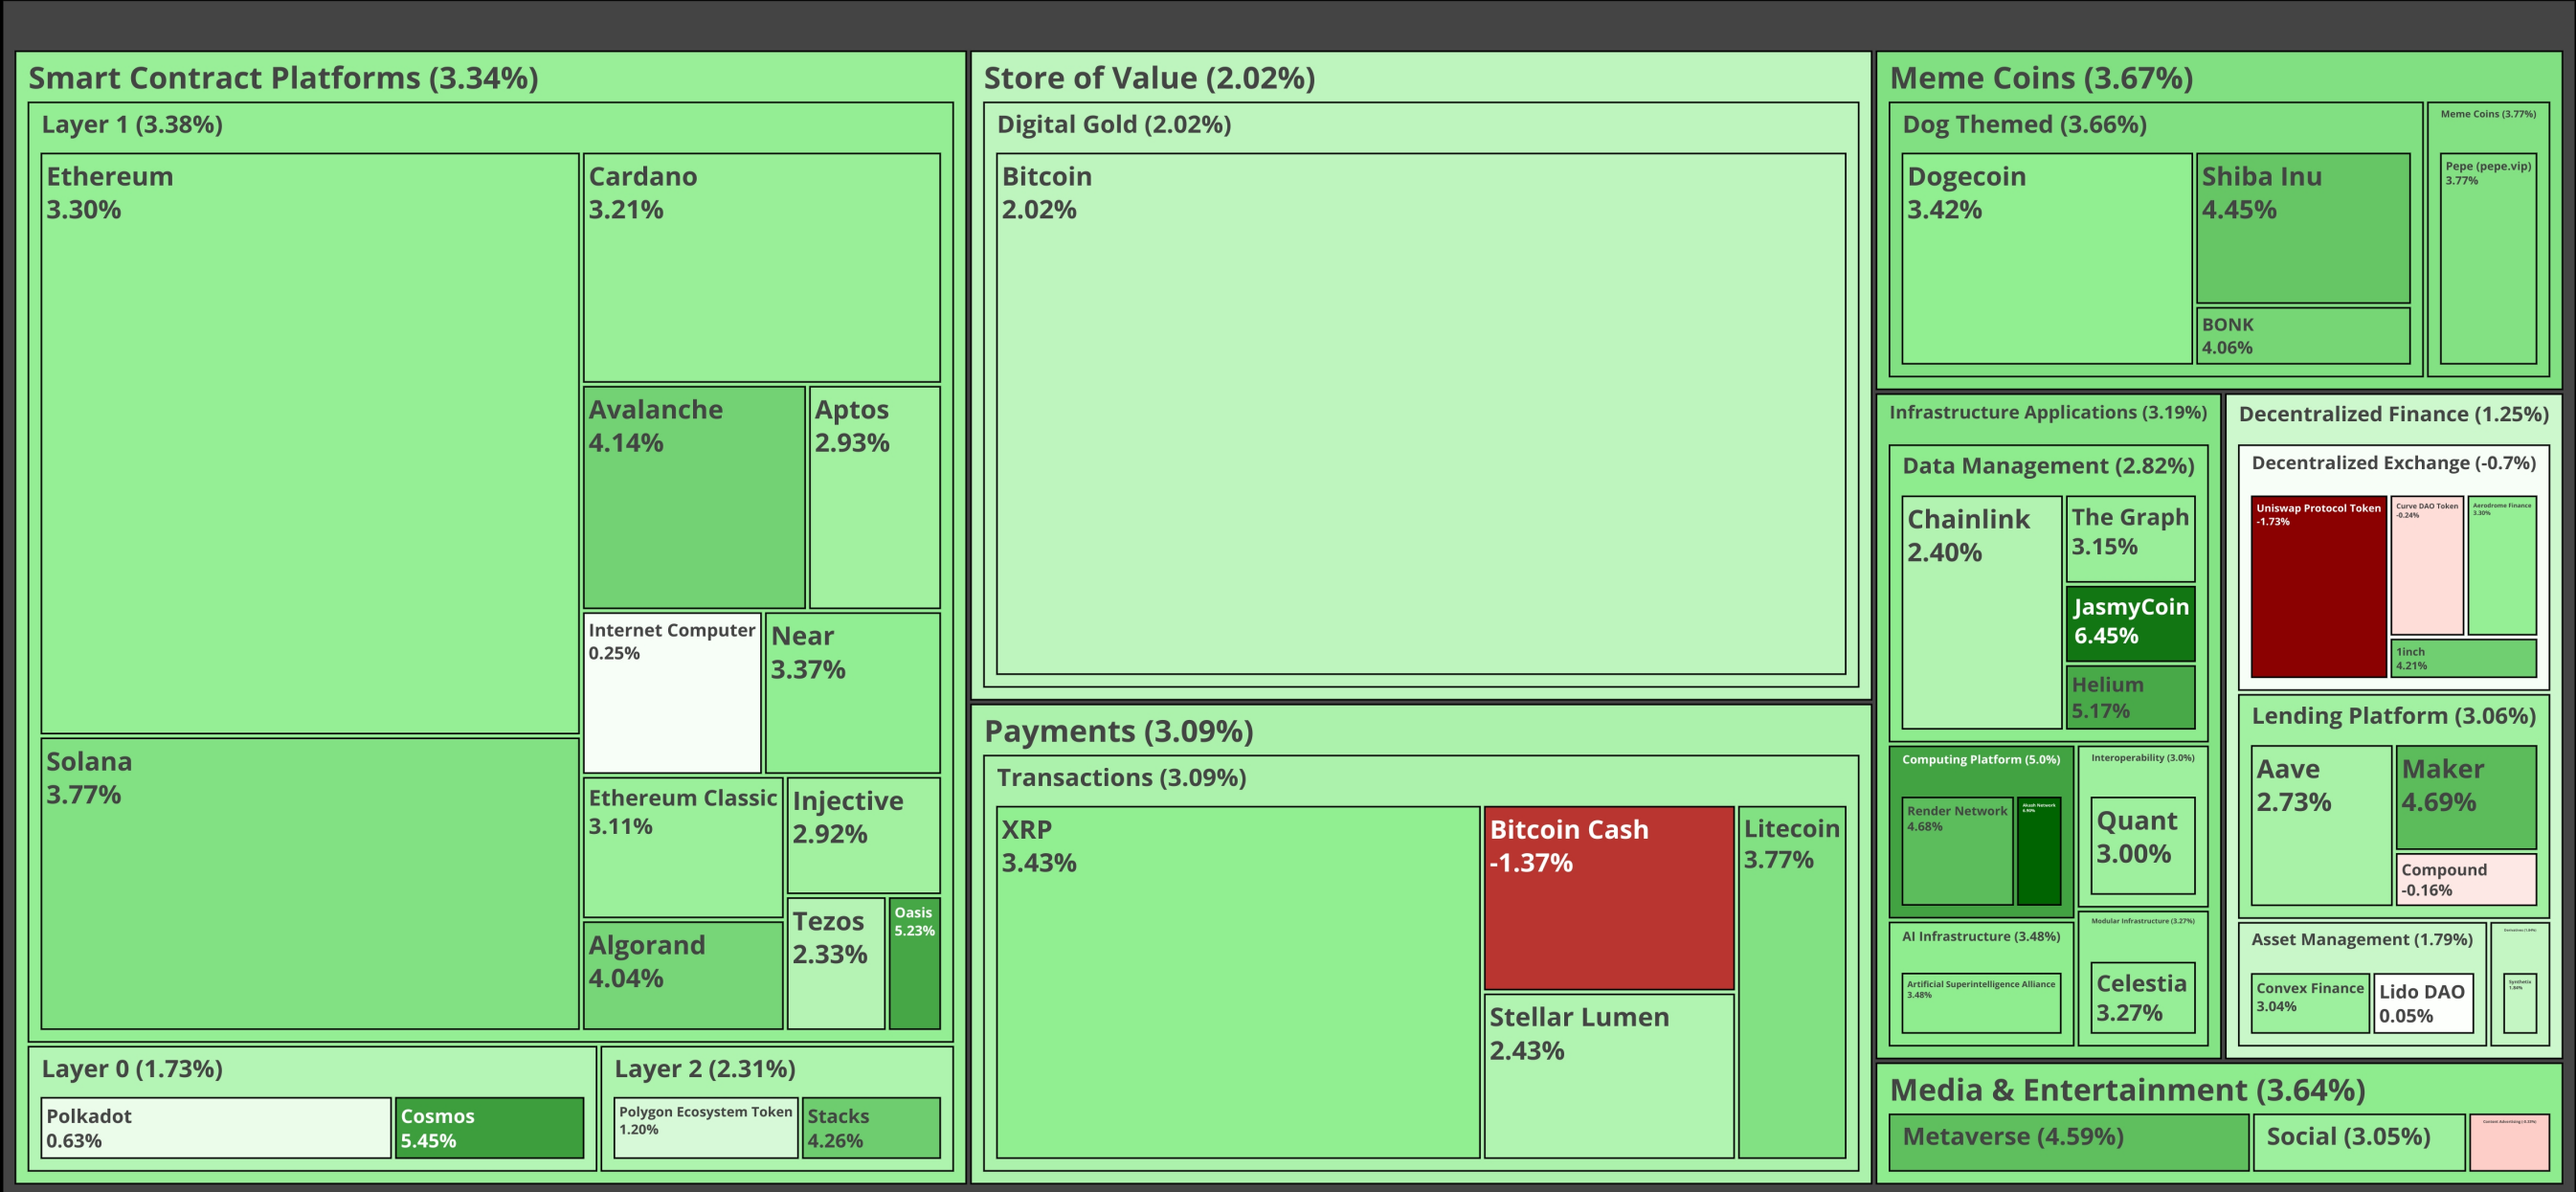 Smart Contract Platforms (3.34%)
Layer 1 (3.38%)
Ethereum
3.30%
Cardano
3.21%
Avalanche
4.14%
Aptos
2.93%
Internet Computer
0.25%
Near
3.37%
Solana
3.77%
Ethereum Classic
3.11%
Injective
2.92%
Algorand
4.04%
Tezos
2.33%
Oasis
5.23%
Layer 0 (1.73%)
Polkadot
0.63%
Cosmos
5.45%
Layer 2 (2.31%)
Polygon Ecosystem Token
1.20%
Stacks
4.26%
Store of Value (2.02%)
Digital Gold (2.02%)
Bitcoin
2.02%
Payments (3.09%)
Transactions (3.09%)
XRP
3.43%
Bitcoin Cash
-1.37%
Litecoin
3.77%
Stellar Lumen
2.43%
Meme Coins (3.67%)
Dog Themed (3.66%)
Dogecoin
3.42%
Shiba Inu
4.45%
BONK
4.06%
Meme Coins (3.77%)
Pepe (pepe.vip)
3.77%
Infrastructure Applications (3.19%)
Data Management (2.82%)
Chainlink
2.40%
The Graph
3.15%
JasmyCoin
6.45%
Helium
5.17%
Computing Platform (5.0%)
Render Network
4.68%
Akash Network
Interoperability (3.0%)
Quant
3.00%
AI Infrastructure (3.48%)
Artificial Superintelligence Alliance
3.48%
Modular Infrastructure (3.27%)
Celestia
3.27%
Decentralized Finance (1.25%)
Decentralized Exchange (-0.7%)
Uniswap Protocol Token
-1.73%
Curve DAO Token
-0.24%
Aerodrome Finance
3.30%
1inch
4.21%
Lending Platform (3.06%)
Aave
2.73%
Maker
4.69%
Compound
-0.16%
Asset Management (1.79%)
Convex Finance
3.04%
Lido DAO
0.05%
Synthetix
Media & Entertainment (3.64%)
Metaverse (4.59%)
Social (3.05%)